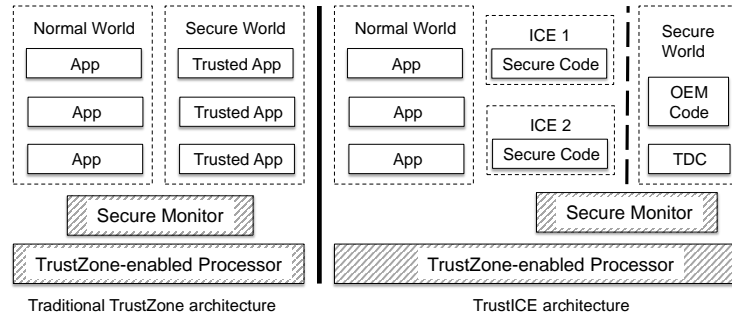 Normal World
App
App
App
Secure World
Trusted App
Trusted App
Trusted App
Secure Monitor
TrustZone-enabled Processor
Traditional TrustZone architecture
Normal World
App
App
App
ICE 1
Secure Code
ICE 2
Secure Code
Secure
World
OEM
Code
TDC
Secure Monitor
TrustZone-enabled Processor
TrustICE architecture